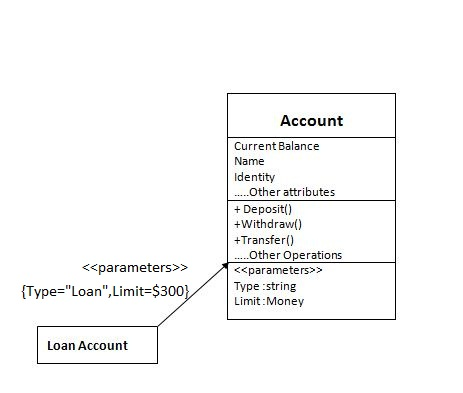 Account
Current Balance
Name
Identity
.....Other attributes
+ Deposit()
+Withdraw()
+Transfer()
.....Other Operations
<<parameters>>
Type :string
Limit :Money
<<parameters>>
{Type="Loan",Limit=$300}
Loan Account